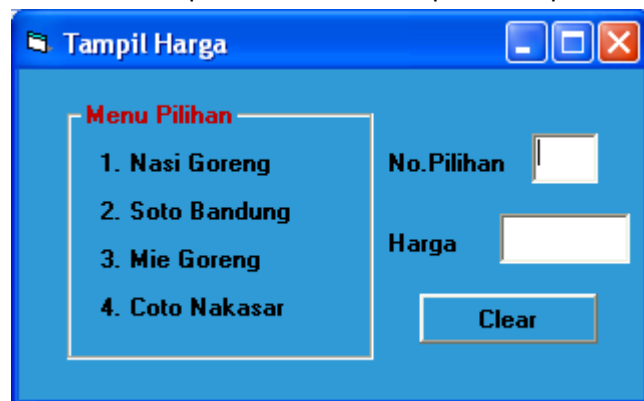 Tampil Harga
Menu Pilihan
1. Nasi Goreng
2. Soto Bandung
3. Mie Goreng
4. Coto Nakasar
No.Pilihan
Harga
Clear